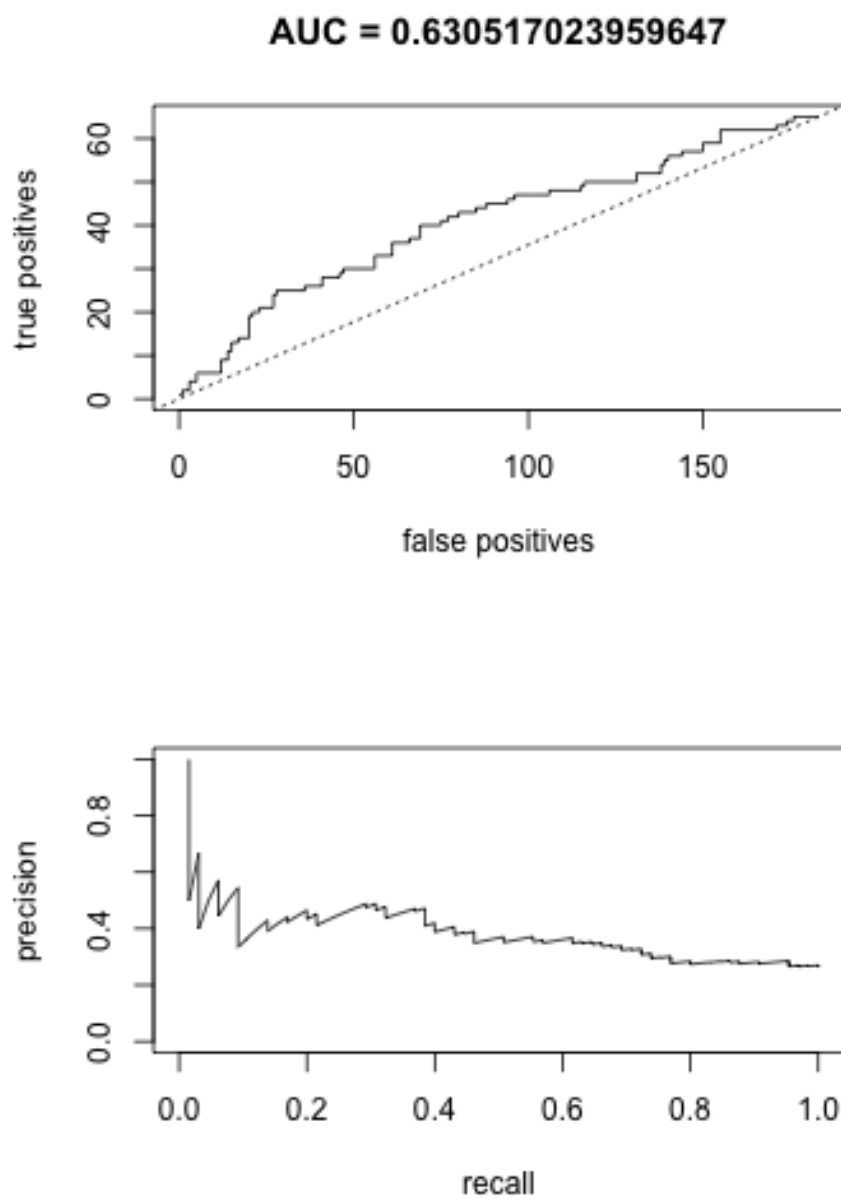 AUC = 0.630517023959647
true positives
60
40
20
0
0 50 100 150
false positives
precision
0.8
0.4
0.0
0.0 0.2 0.4 0.6 0.8 1.0
recall